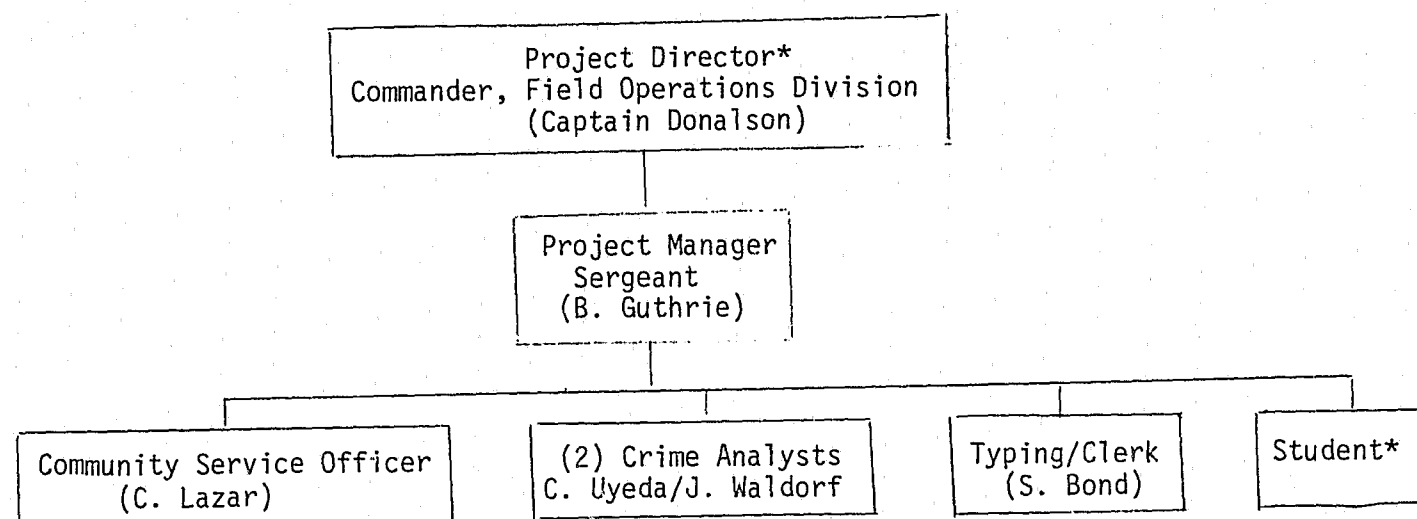 Project Director*
Commander, Field Operations Division
(Captain Donalson)
Project Manager
Sergeant
(B. Guthrie)
Community Service Officer
(C. Lazar)
(2) Crime Analysts
C. Uyeda/J. Waldorf
Typing/Clerk
(S. Bond)
Student*